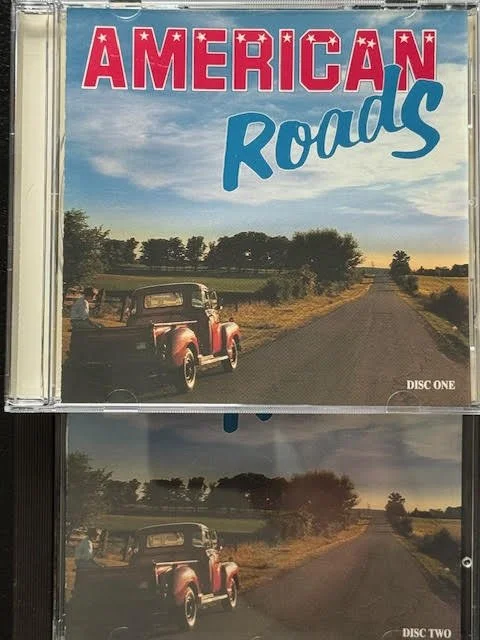 AMERICAN
Roads
DISC ONE
DISC TWO